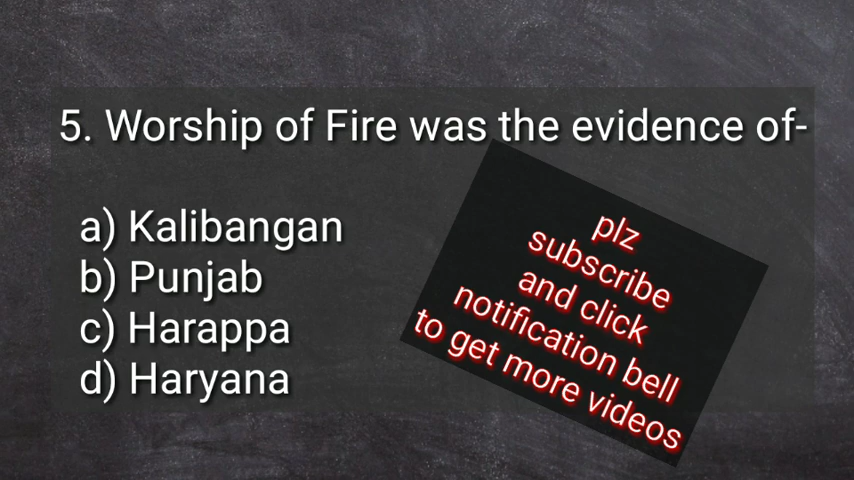 5. Worship of Fire was the evidence of-
a) Kalibangan
b) Punjab
c) Harappa
d) Haryana
plz
subscribe
and click
notification bell
to get more videos